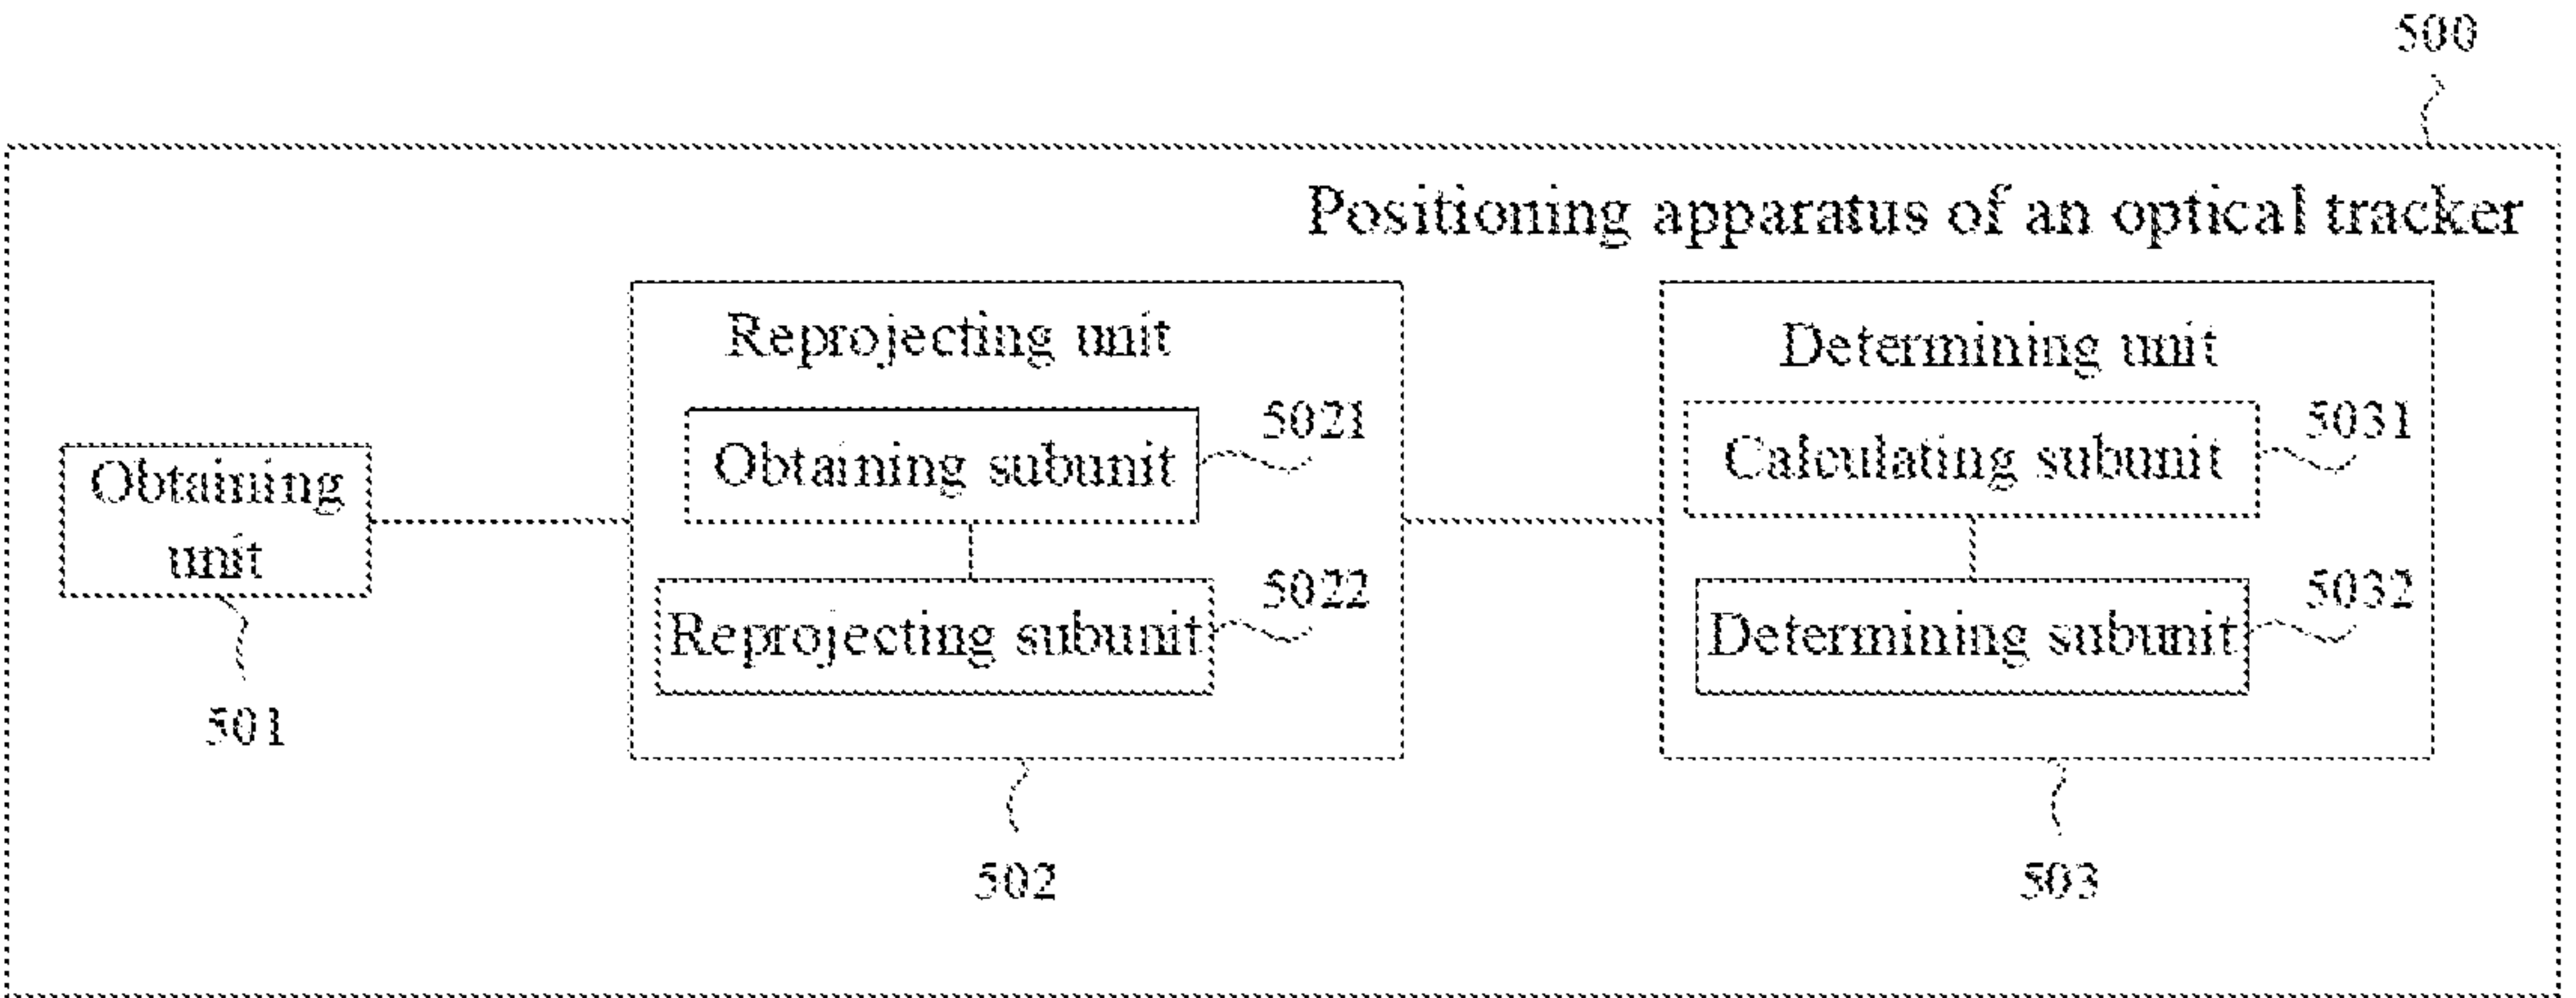 500
Positioning apparatus of an optical tracker
Reprojecting unit
Determining unit
5021
5031
Obtaining subunit
Calculating subunit
Obtaining
unit
5022
5032
Reprojecting subunit
Determining subunit
501
502
503